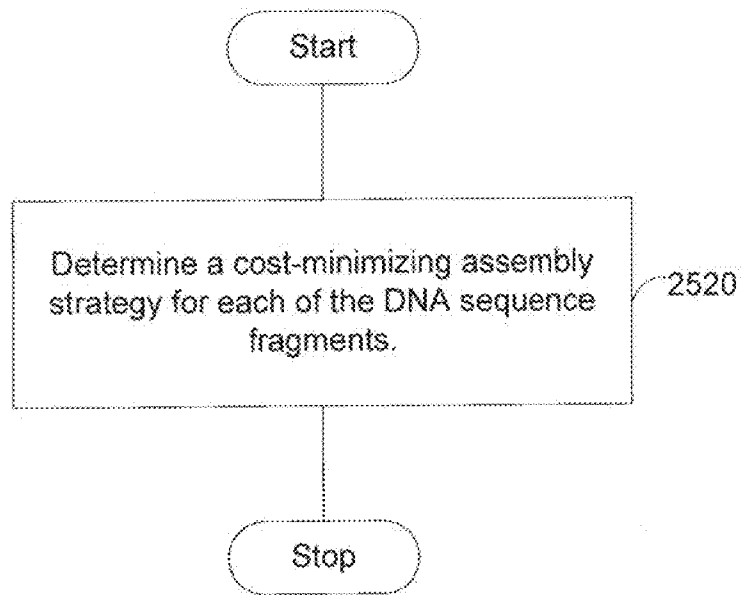 Start
Determine a cost-minimizing assembly
strategy for each of the DNA sequence
fragments.
2520
Stop